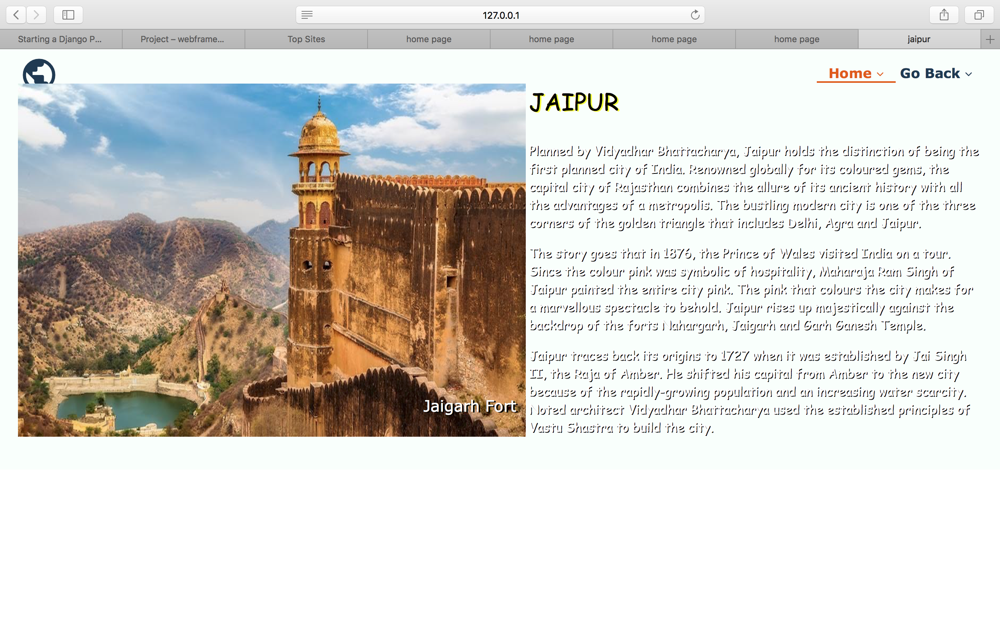 127.0.0.1
Starting a Django P...
Project – webframe...
Top Sites
home page
home page
home page
home page
jaipur
Home
Go Back
JAIPUR
Planned by Vidyadhar Bhattacharya, Jaipur holds the distinction of being the
first planned city of India. Renowned globally for its coloured gems, the
capital city of Rajasthan combines the allure of its ancient history with all
the advantages of a metropolis. The bustling modern city is one of the three
corners of the golden triangle that includes Delhi, Agra and Jaipur.
The story goes that in 1876, the Prince of Wales visited India on a tour.
Since the colour pink was symbolic of hospitality, Maharaja Ram Singh of
Jaipur painted the entire city pink. The pink that colours the city makes for
a marvellous spectacle to behold. Jaipur rises up majestically against the
backdrop of the forts Nahargarh, Jaigarh and Garh Ganesh Temple.
Jaipur traces back its origins to 1727 when it was established by Jai Singh
II, the Raja of Amber. He shifted his capital from Amber to the new city
because of the rapidly-growing population and an increasing water scarcity.
Noted architect Vidyadhar Bhattacharya used the established principles of
Vastu Shastra to build the city.
Jaigarh Fort